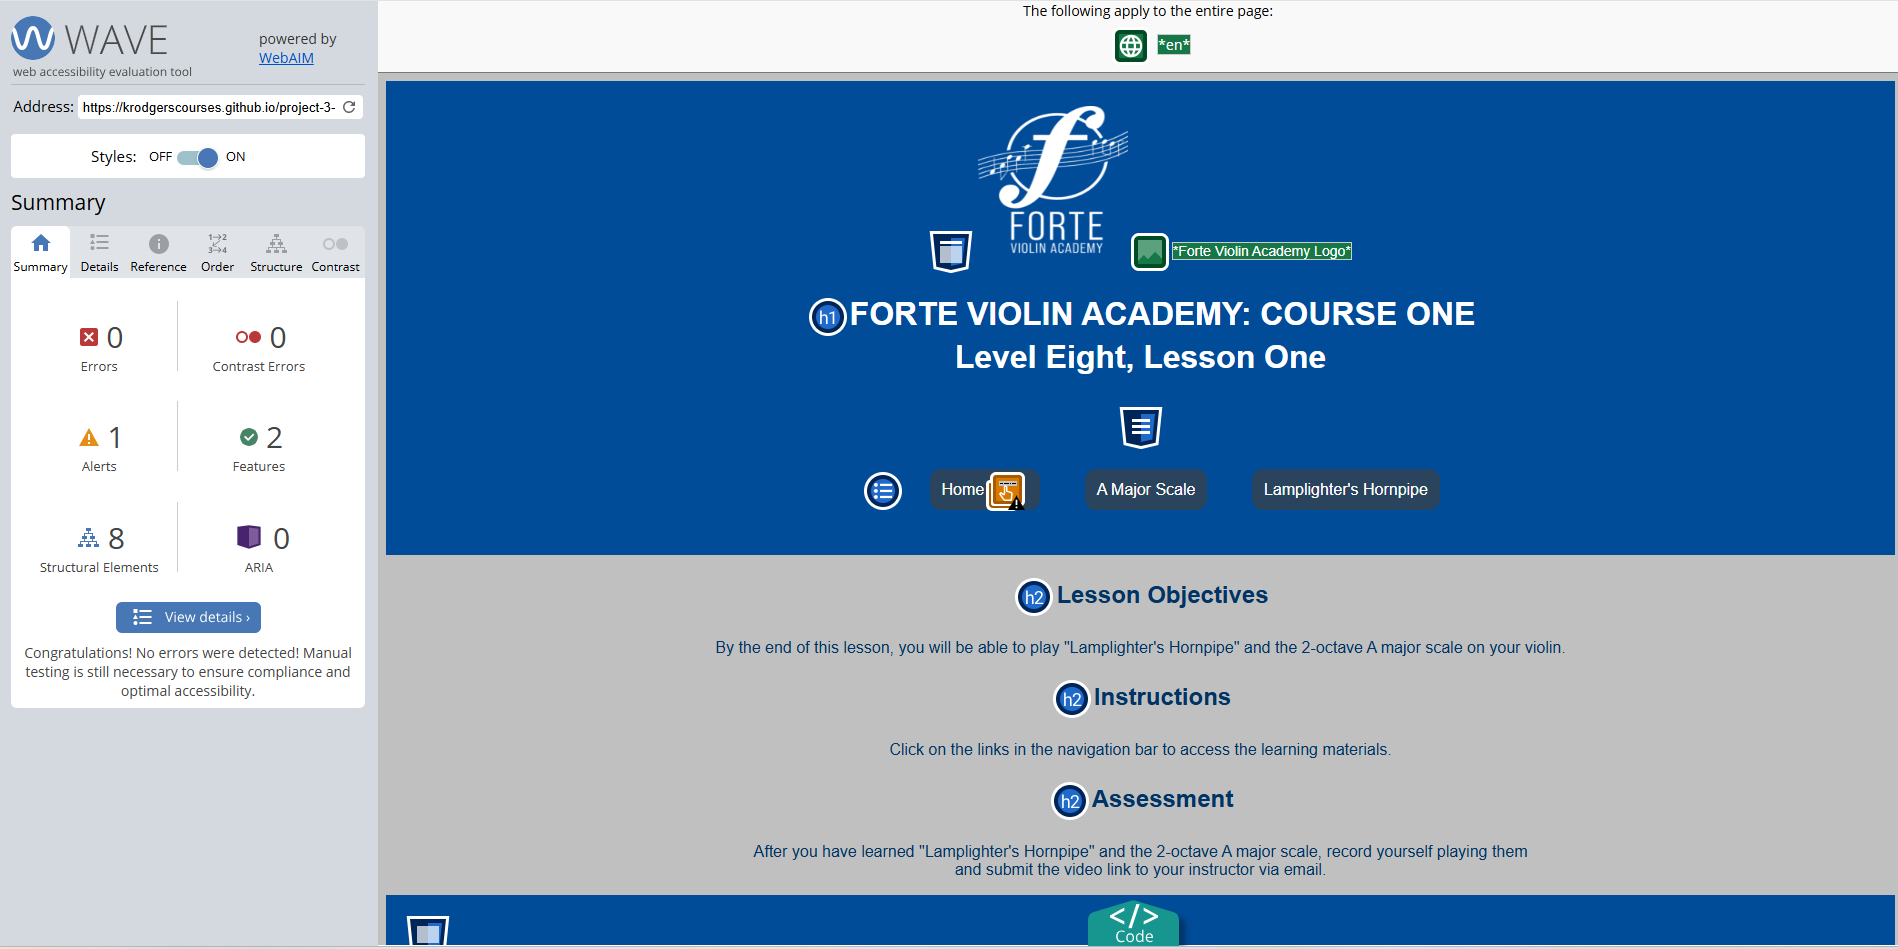 WAVE
web accessibility evaluation tool
powered by
WebAIM
Address: https://krodgerscourses.github.io/project-3-
Styles: OFF ON
Summary
Summary Details Reference Order Structure Contrast
0 Errors
0 Contrast Errors
1 Alerts
2 Features
8 Structural Elements
0 ARIA
View details ›
Congratulations! No errors were detected! Manual
testing is still necessary to ensure compliance and
optimal accessibility.
The following apply to the entire page:
*en*
FORTE
VIOLIN ACADEMY
*Forte Violin Academy Logo*
h1 FORTE VIOLIN ACADEMY: COURSE ONE
Level Eight, Lesson One
Home
A Major Scale
Lamplighter's Hornpipe
h2 Lesson Objectives
By the end of this lesson, you will be able to play "Lamplighter's Hornpipe" and the 2-octave A major scale on your violin.
h2 Instructions
Click on the links in the navigation bar to access the learning materials.
h2 Assessment
After you have learned "Lamplighter's Hornpipe" and the 2-octave A major scale, record yourself playing them
and submit the video link to your instructor via email.
</>
Code